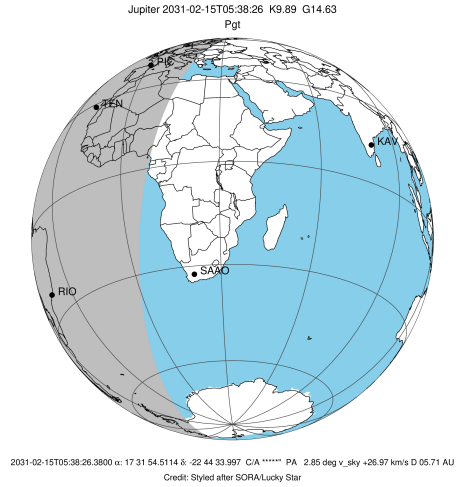 Jupiter 2031-02-15T05:38:26 K9.89 G14.63
Pgt
PIC
TEN
KAV
SAAO
RIO
2031-02-15T05:38:26.3800 α: 17 31 54.5114 δ: -22 44 33.997 C/A *****" PA 2.85 deg v_sky +26.97 km/s D 05.71 AU
Credit: Styled after SORA/Lucky Star